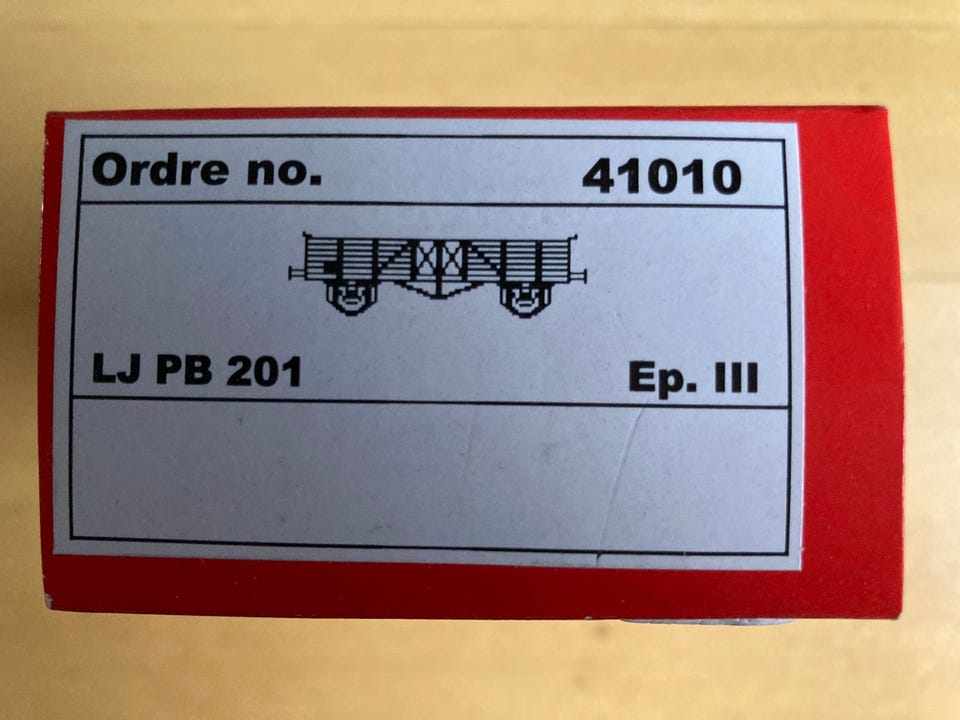 Ordre no. 41010
LJ PB 201 Ep. III